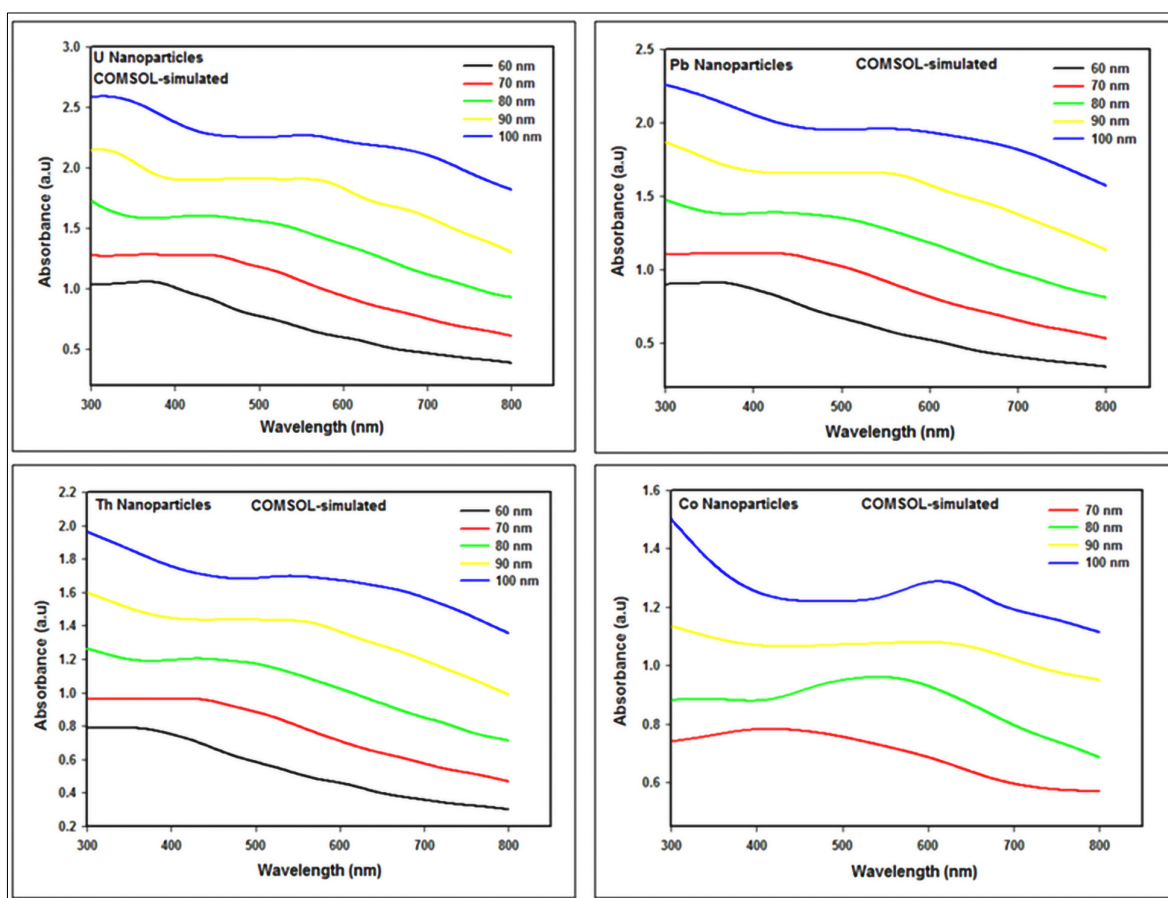 U Nanoparticles
COMSOL-simulated
60 nm
70 nm
80 nm
90 nm
100 nm
3.0
2.5
2.0
1.5
1.0
0.5
Absorbance (a.u)
300 400 500 600 700 800
Wavelength (nm)
Pb Nanoparticles COMSOL-simulated
60 nm
70 nm
80 nm
90 nm
100 nm
2.5
2.0
1.5
1.0
0.5
Absorbance (a.u)
300 400 500 600 700 800
Wavelength (nm)
Th Nanoparticles COMSOL-simulated
60 nm
70 nm
80 nm
90 nm
100 nm
2.2
2.0
1.8
1.6
1.4
1.2
1.0
0.8
0.6
0.4
0.2
Absorbance (a.u)
300 400 500 600 700 800
Wavelength (nm)
Co Nanoparticles COMSOL-simulated
70 nm
80 nm
90 nm
100 nm
1.6
1.4
1.2
1.0
0.8
0.6
Absorbance (a.u)
300 400 500 600 700 800
Wavelength (nm)